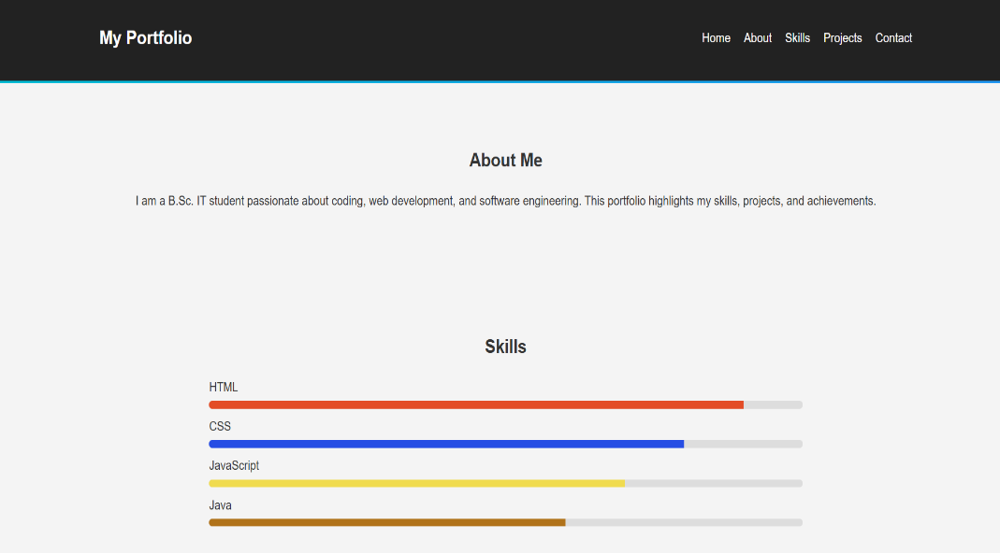 My Portfolio
Home About Skills Projects Contact
About Me
I am a B.Sc. IT student passionate about coding, web development, and software engineering. This portfolio highlights my skills, projects, and achievements.
Skills
HTML
CSS
JavaScript
Java